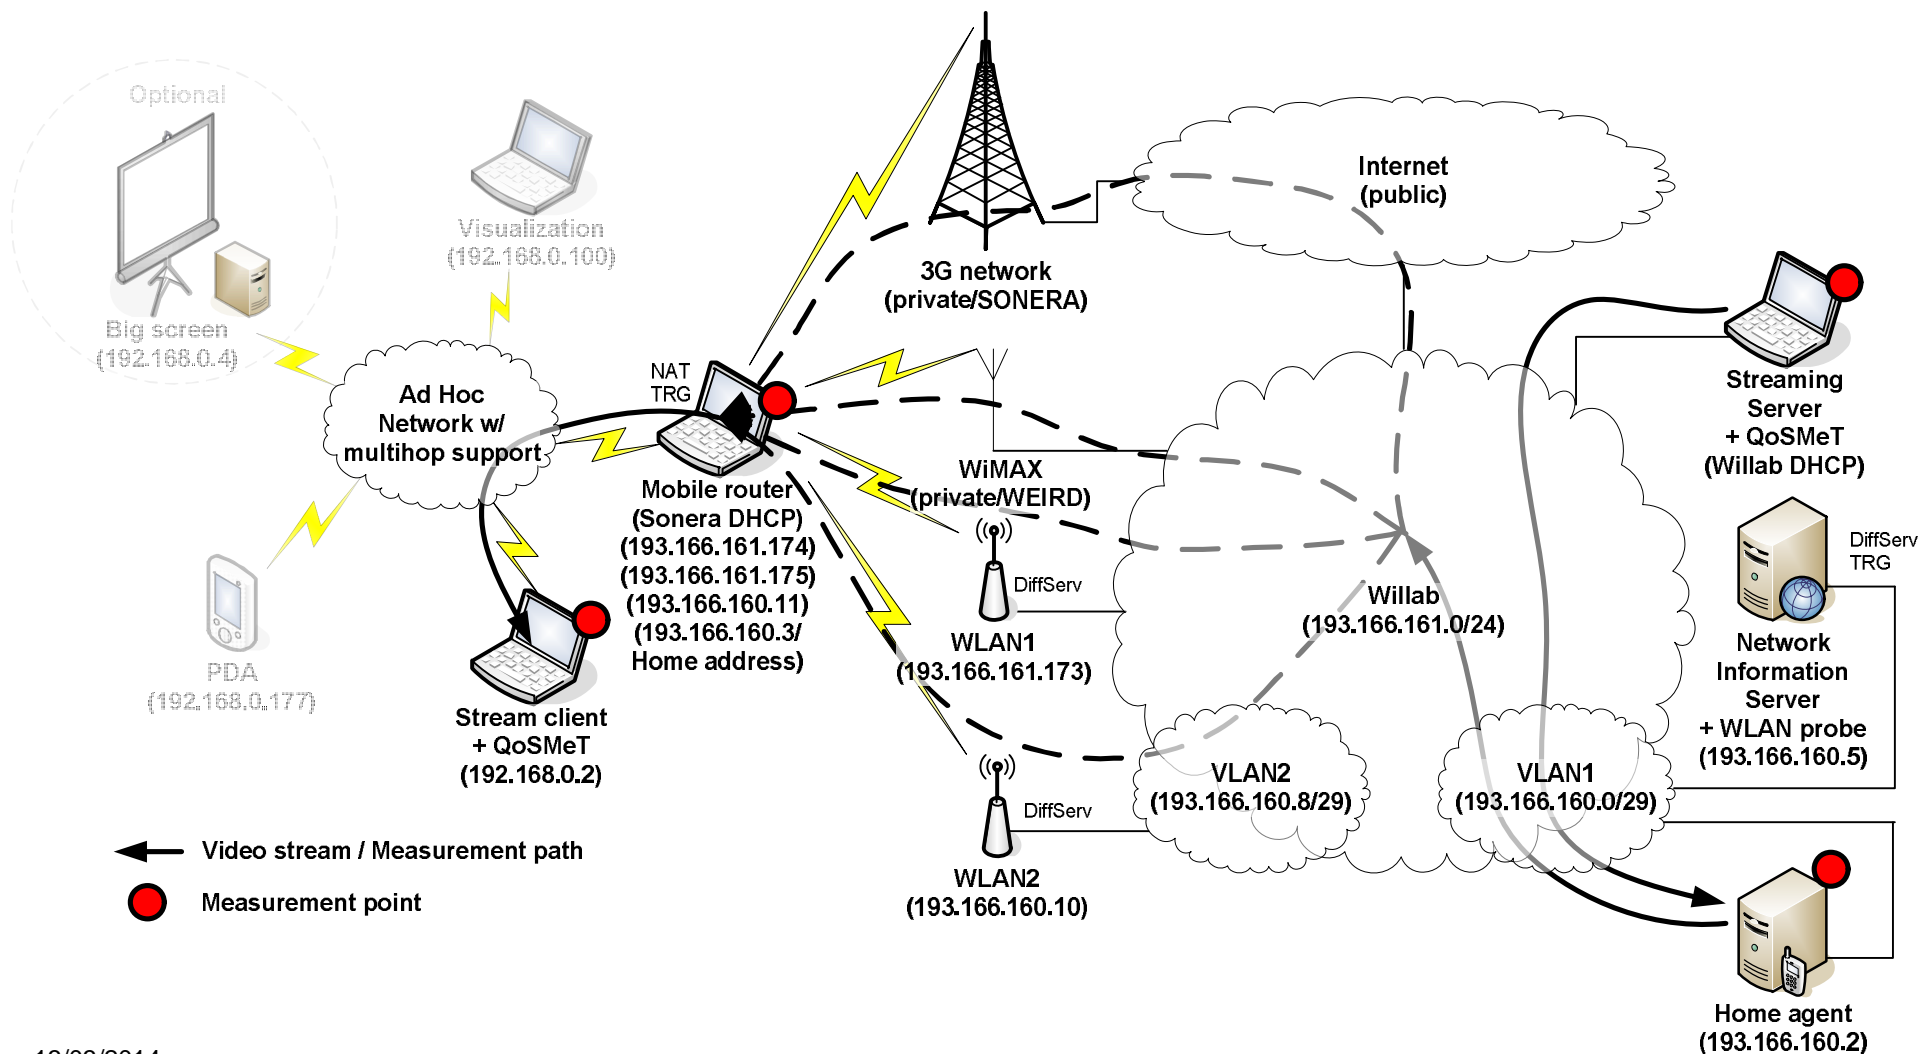 Optional
Big screen
(192.168.0.4)
Visualization
(192.168.0.100)
Ad Hoc
Network w/
multihop support
PDA
(192.168.0.177)
Stream client
+ QoSMeT
(192.168.0.2)
NAT
TRG
Mobile router
(Sonera DHCP)
(193.166.161.174)
(193.166.161.175)
(193.166.160.11)
(193.166.160.3/
Home address)
3G network
(private/SONERA)
Internet
(public)
WiMAX
(private/WEIRD)
DiffServ
WLAN1
(193.166.161.173)
DiffServ
WLAN2
(193.166.160.10)
Willab
(193.166.161.0/24)
VLAN2
(193.166.160.8/29)
VLAN1
(193.166.160.0/29)
Streaming
Server
+ QoSMeT
(Willab DHCP)
DiffServ
TRG
Network
Information
Server
+ WLAN probe
(193.166.160.5)
Home agent
(193.166.160.2)
Video stream / Measurement path
Measurement point